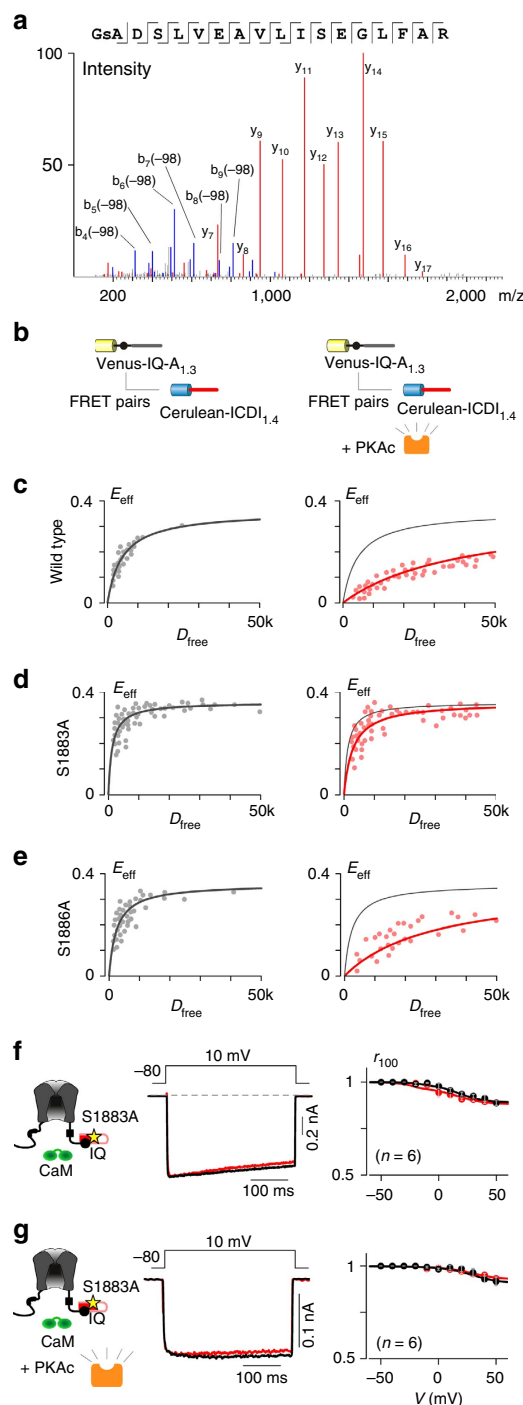 a
GsADSLVEAVLISEGLFAR
100
Intensity
50
b4(–98)
b5(–98)
b6(–98)
b7(–98)
b8(–98)
b9(–98)
y7
y8
y9
y10
y11
y12
y13
y14
y15
y16
y17
200
1,000
2,000
m/z
b
Venus-IQ-A1.3
FRET pairs
Cerulean-ICDI1.4
Venus-IQ-A1.3
FRET pairs
Cerulean-ICDI1.4
+ PKAc
c
Wild type
0.4
Eeff
0
0
50k
Dfree
0.4
Eeff
0
0
50k
Dfree
d
S1883A
0.4
Eeff
0
0
50k
Dfree
0.4
Eeff
0
0
50k
Dfree
e
S1886A
0.4
Eeff
0
0
50k
Dfree
0.4
Eeff
0
0
50k
Dfree
f
S1883A
IQ
CaM
–80
10 mV
0.2 nA
100 ms
r100
1
0.5
(n = 6)
–50
0
50
g
S1883A
IQ
CaM
+ PKAc
–80
10 mV
0.1 nA
100 ms
1
0.5
(n = 6)
–50
0
50
V (mV)